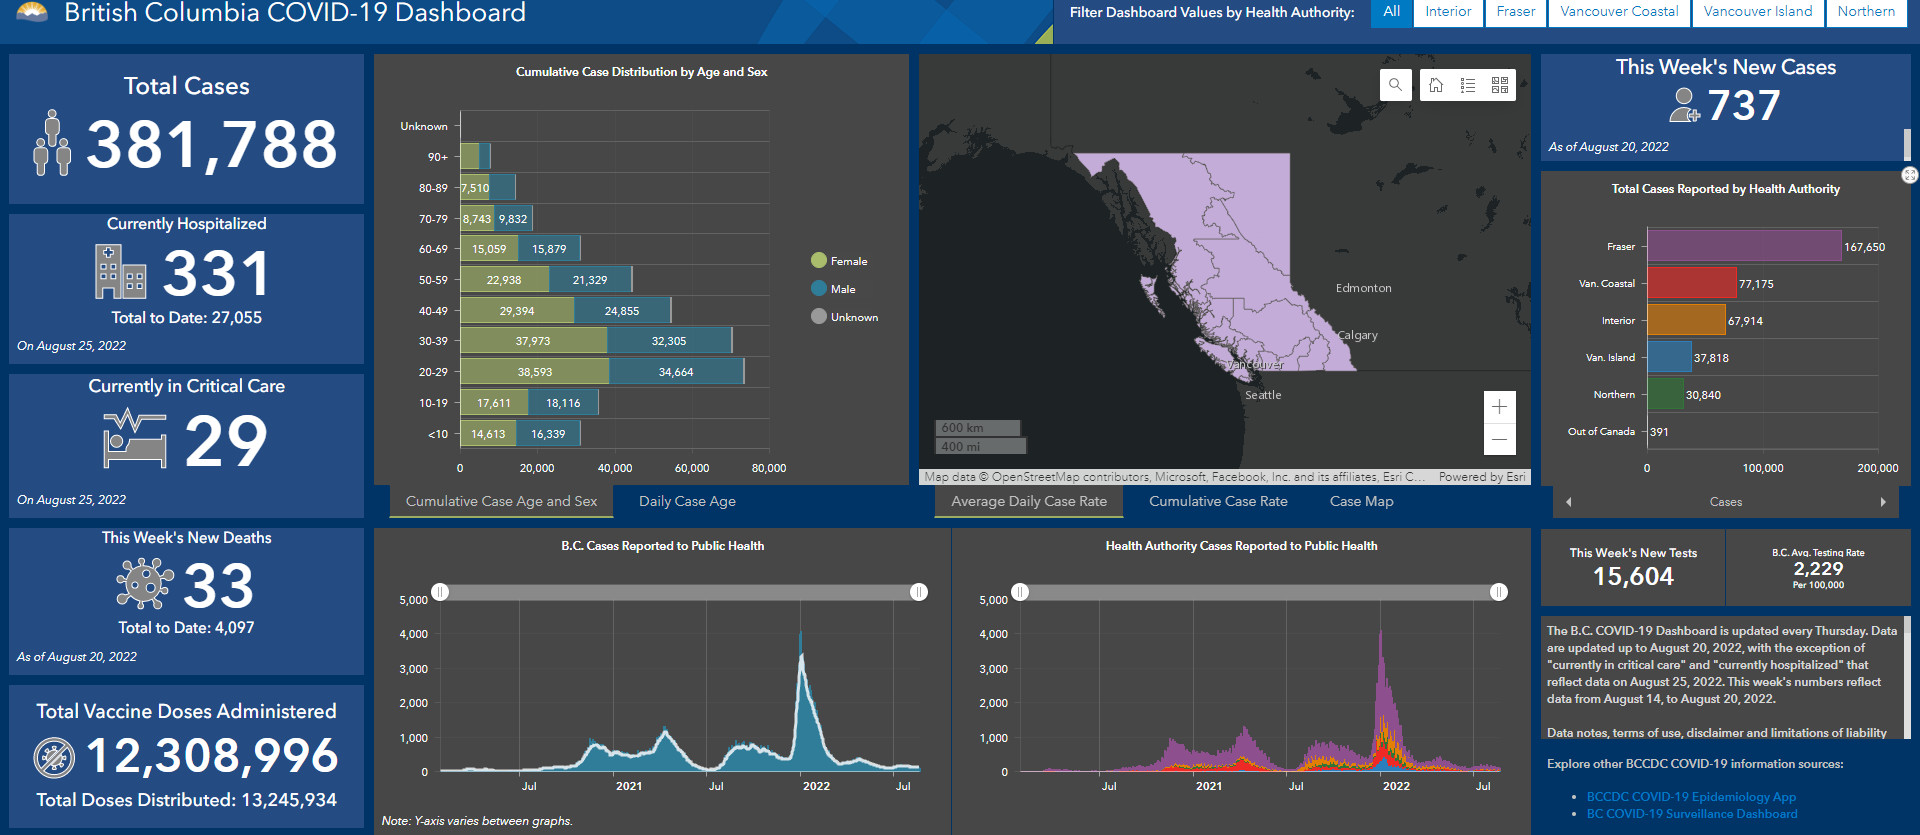 British Columbia COVID-19 Dashboard
Filter Dashboard Values by Health Authority:
All
Interior
Fraser
Vancouver Coastal
Vancouver Island
Northern
Total Cases
381,788
Currently Hospitalized
331
Total to Date: 27,055
On August 25, 2022
Currently in Critical Care
29
On August 25, 2022
This Week's New Deaths
33
Total to Date: 4,097
As of August 20, 2022
Total Vaccine Doses Administered
12,308,996
Total Doses Distributed: 13,245,934
Cumulative Case Distribution by Age and Sex
Unknown
90+
80-89 7,510
70-79 8,743 9,832
60-69 15,059 15,879
50-59 22,938 21,329
40-49 29,394 24,855
30-39 37,973 32,305
20-29 38,593 34,664
10-19 17,611 18,116
<10 14,613 16,339
0 20,000 40,000 60,000 80,000
Female
Male
Unknown
Cumulative Case Age and Sex
Daily Case Age
Edmonton
Calgary
Vancouver
Seattle
600 km
400 mi
Map data © OpenStreetMap contributors, Microsoft, Facebook, Inc. and its affiliates, Esri C... Powered by Esri
Average Daily Case Rate
Cumulative Case Rate
Case Map
This Week's New Cases
737
As of August 20, 2022
Total Cases Reported by Health Authority
Fraser 167,650
Van. Coastal 77,175
Interior 67,914
Van. Island 37,818
Northern 30,840
Out of Canada 391
0 100,000 200,000
Cases
B.C. Cases Reported to Public Health
5,000
4,000
3,000
2,000
1,000
0
Jul 2021 Jul 2022 Jul
Note: Y-axis varies between graphs.
Health Authority Cases Reported to Public Health
5,000
4,000
3,000
2,000
1,000
0
Jul 2021 Jul 2022 Jul
This Week's New Tests
15,604
B.C. Avg. Testing Rate
2,229
Per 100,000
The B.C. COVID-19 Dashboard is updated every Thursday. Data
are updated up to August 20, 2022, with the exception of
"currently in critical care" and "currently hospitalized" that
reflect data on August 25, 2022. This week's numbers reflect
data from August 14, to August 20, 2022.
Data notes, terms of use, disclaimer and limitations of liability
Explore other BCCDC COVID-19 information sources:
• BCCDC COVID-19 Epidemiology App
• BC COVID-19 Surveillance Dashboard